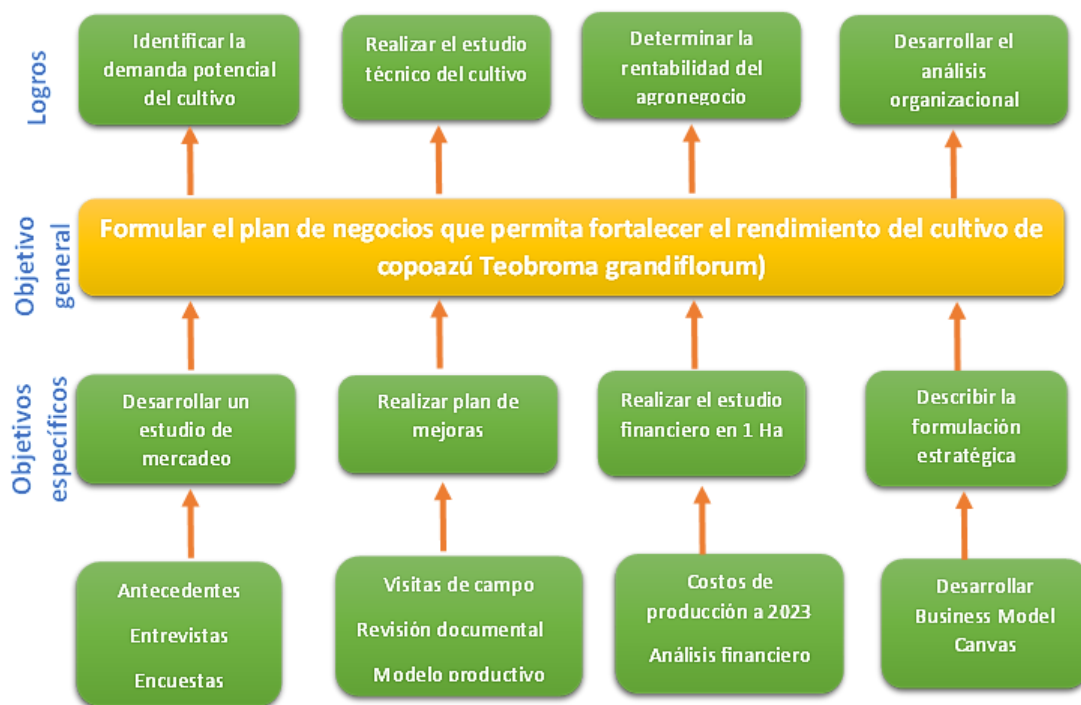 Logros
Identificar la
demanda potencial
del cultivo
Realizar el estudio
técnico del cultivo
Determinar la
rentabilidad del
agronegocio
Desarrollar el
análisis
organizacional
Objetivo
general
Formular el plan de negocios que permita fortalecer el rendimiento del cultivo de
copoazú Teobroma grandiflorum)
Objetivos
específicos
Desarrollar un
estudio de
mercadeo
Realizar plan de
mejoras
Realizar el estudio
financiero en 1 Ha
Describir la
formulación
estratégica
Antecedentes
Entrevistas
Encuestas
Visitas de campo
Revisión documental
Modelo productivo
Costos de
producción a 2023
Análisis financiero
Desarrollar
Business Model
Canvas